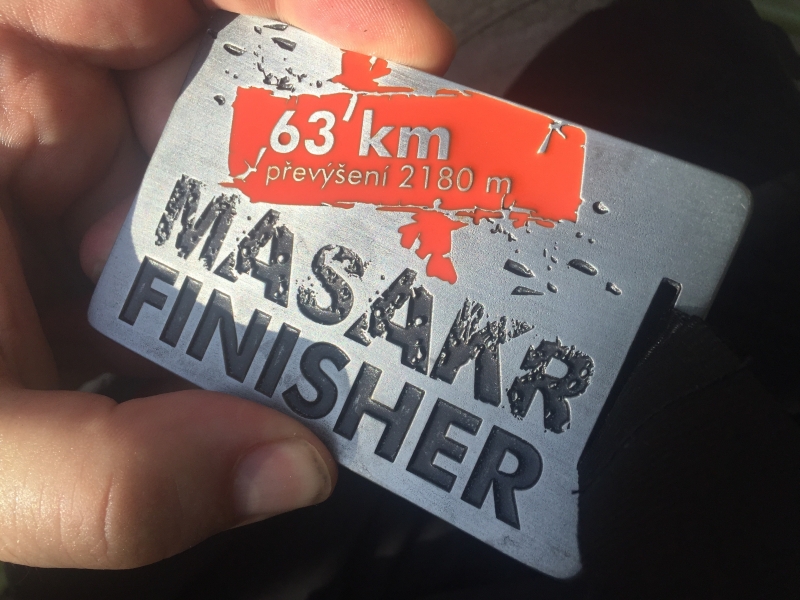 63 km
převýšení 2180 m
MASAKR
FINISHER